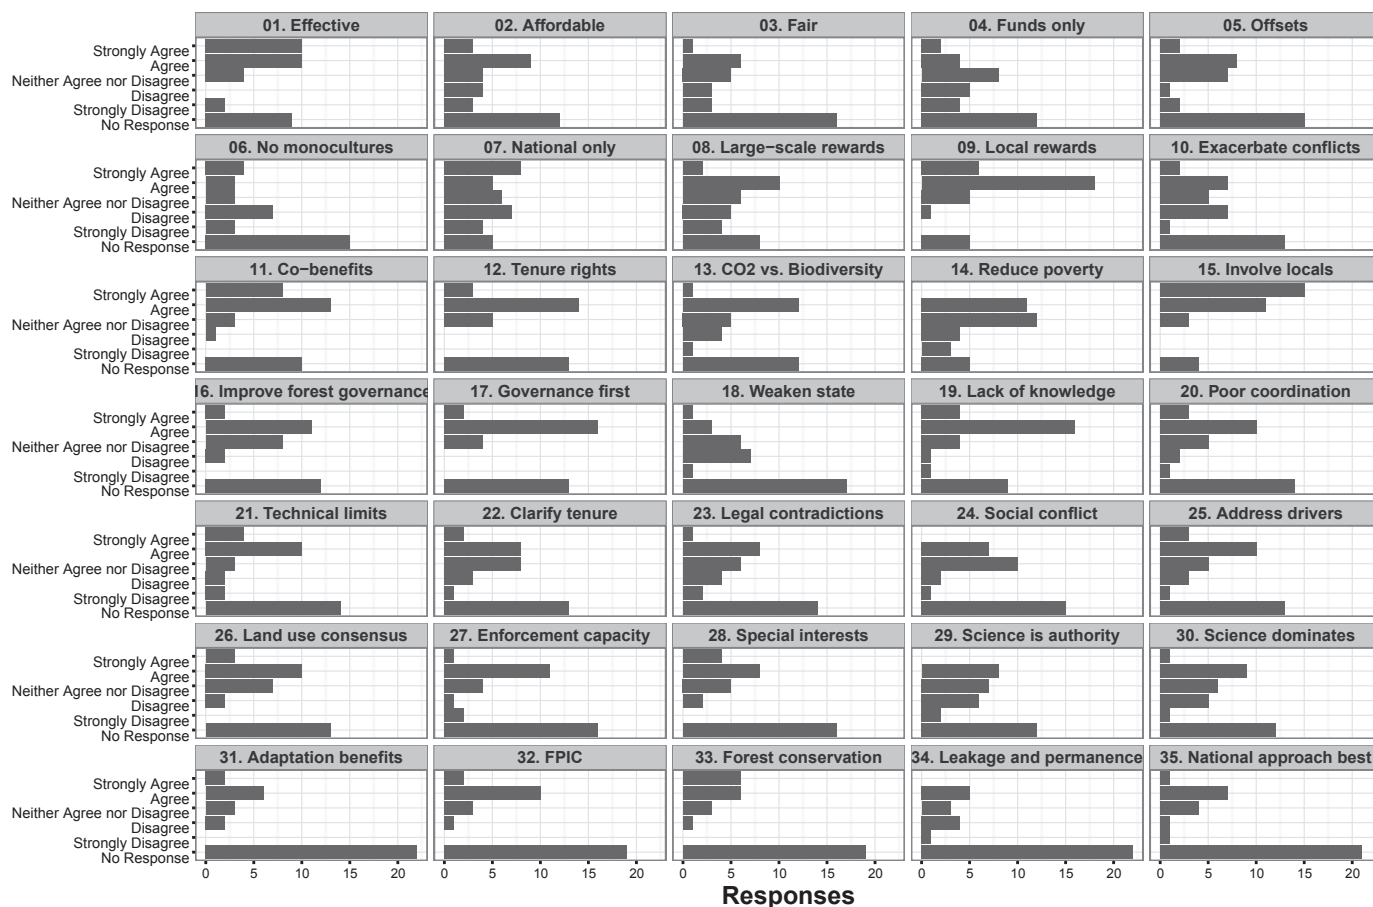 01. Effective 02. Affordable 03. Fair 04. Funds only 05. Offsets
Strongly Agree
Agree
Neither Agree nor Disagree
Disagree
Strongly Disagree
No Response
06. No monocultures 07. National only 08. Large−scale rewards 09. Local rewards 10. Exacerbate conflicts
Strongly Agree
Agree
Neither Agree nor Disagree
Disagree
Strongly Disagree
No Response
11. Co−benefits 12. Tenure rights 13. CO2 vs. Biodiversity 14. Reduce poverty 15. Involve locals
Strongly Agree
Agree
Neither Agree nor Disagree
Disagree
Strongly Disagree
No Response
16. Improve forest governance 17. Governance first 18. Weaken state 19. Lack of knowledge 20. Poor coordination
Strongly Agree
Agree
Neither Agree nor Disagree
Disagree
Strongly Disagree
No Response
21. Technical limits 22. Clarify tenure 23. Legal contradictions 24. Social conflict 25. Address drivers
Strongly Agree
Agree
Neither Agree nor Disagree
Disagree
Strongly Disagree
No Response
26. Land use consensus 27. Enforcement capacity 28. Special interests 29. Science is authority 30. Science dominates
Strongly Agree
Agree
Neither Agree nor Disagree
Disagree
Strongly Disagree
No Response
31. Adaptation benefits 32. FPIC 33. Forest conservation 34. Leakage and permanence 35. National approach best
Strongly Agree
Agree
Neither Agree nor Disagree
Disagree
Strongly Disagree
No Response
0 5 10 15 20 0 5 10 15 20 0 5 10 15 20 0 5 10 15 20 0 5 10 15 20
Responses